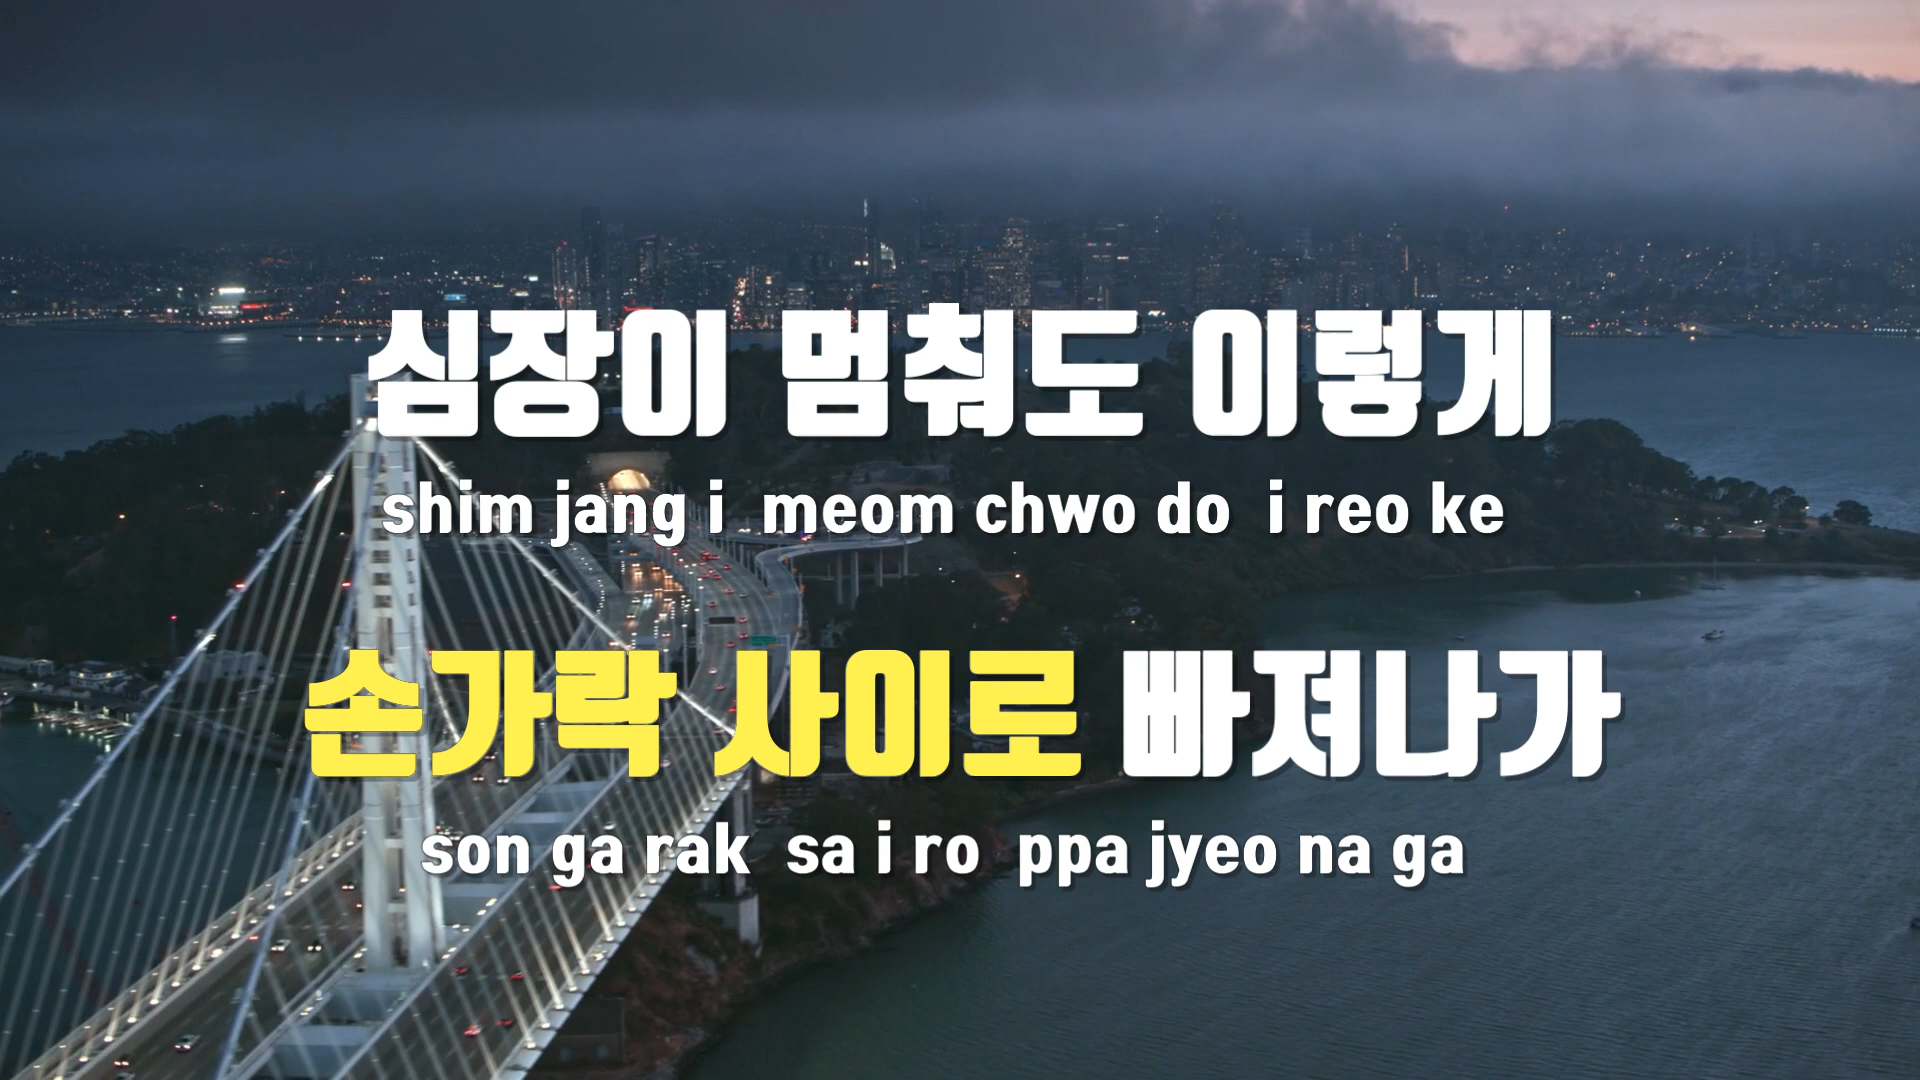 심장이 멈춰도 이렇게
shim jang i meom chwo do i reo ke
손가락 사이로 빠져나가
son ga rak sa i ro ppa jyeo na ga